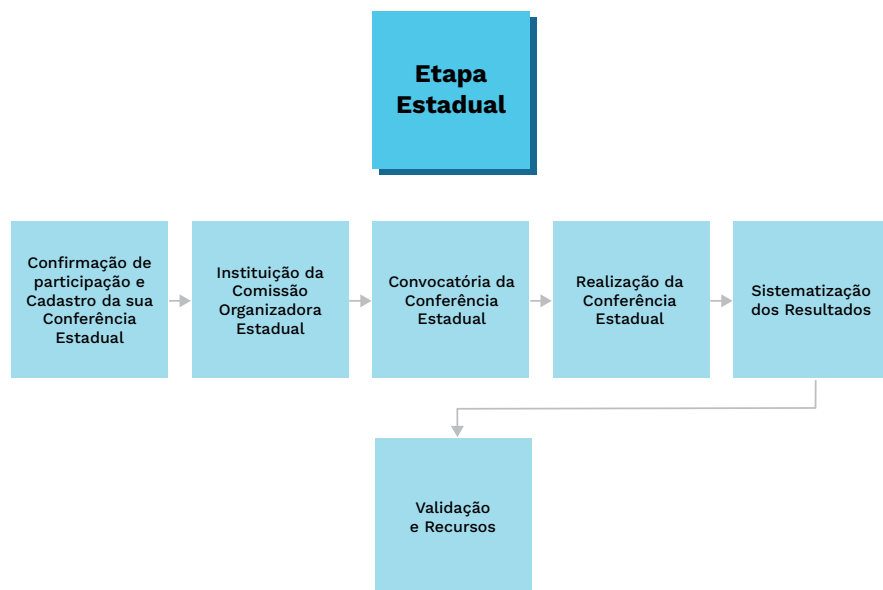 Etapa
Estadual
Confirmação de
participação e
Cadastro da sua
Conferência
Estadual
Instituição da
Comissão
Organizadora
Estadual
Convocatória da
Conferência
Estadual
Realização da
Conferência
Estadual
Sistematização
dos Resultados
Validação
e Recursos